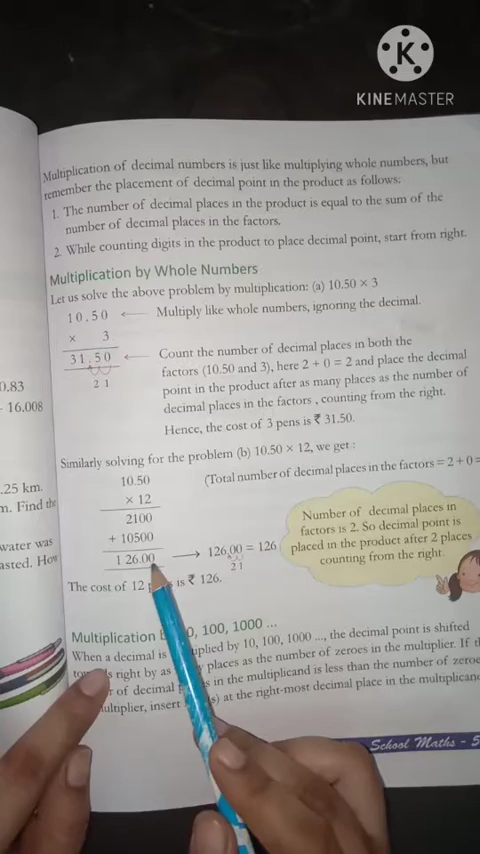 K
KINEMASTER
Multiplication of decimal numbers is just like multiplying whole numbers, but
remember the placement of decimal point in the product as follows:
1. The number of decimal places in the product is equal to the sum of the
number of decimal places in the factors.
2. While counting digits in the product to place decimal point, start from right.
Multiplication by Whole Numbers
Let us solve the above problem by multiplication: (a) 10.50 × 3
10.50 ← Multiply like whole numbers, ignoring the decimal.
× 3
31.50 ← Count the number of decimal places in both the
2 1 factors (10.50 and 3), here 2 + 0 = 2 and place the decimal
point in the product after as many places as the number of
decimal places in the factors , counting from the right.
Hence, the cost of 3 pens is ₹ 31.50.
0.83
- 16.008
Similarly solving for the problem (b) 10.50 × 12, we get :
10.50 (Total number of decimal places in the factors = 2 + 0 =
× 12
2100
+ 10500
1 26.00 → 126.00 = 126
2 1
Number of decimal places in
factors is 2. So decimal point is
placed in the product after 2 places
counting from the right.
.25 km.
m. Find the
water was
asted. How
The cost of 12 is ₹ 126.
Multiplication 0, 100, 1000 ...
When a decimal is plied by 10, 100, 1000 ..., the decimal point is shifted
right by as places as the number of zeroes in the multiplier. If th
of decimal in the multiplicand is less than the number of zeroe
multiplier, insert at the right-most decimal place in the multiplicand
School Maths - 5